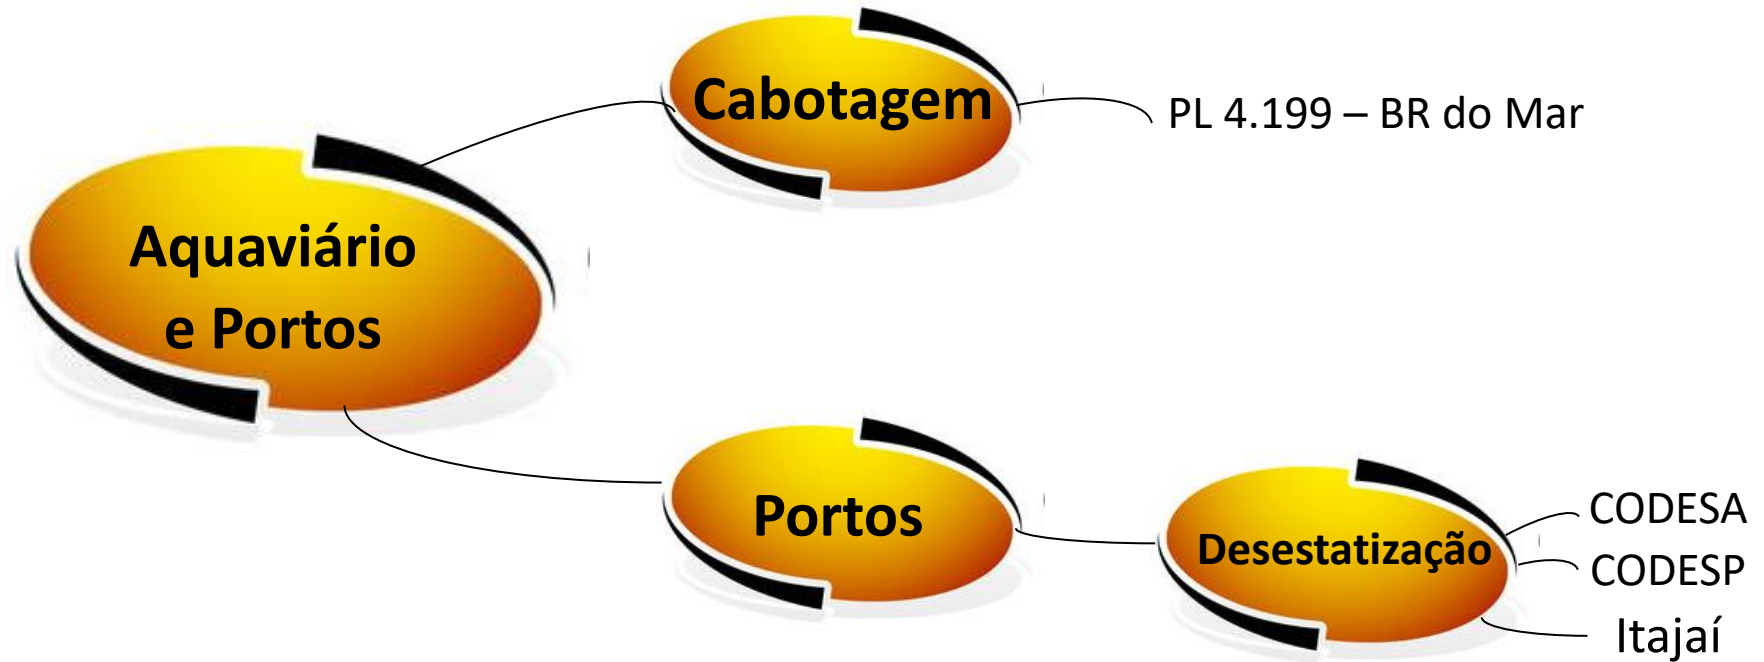 Cabotagem
PL 4.199 – BR do Mar
Aquaviário
e Portos
Portos
Desestatização
CODESA
CODESP
Itajaí